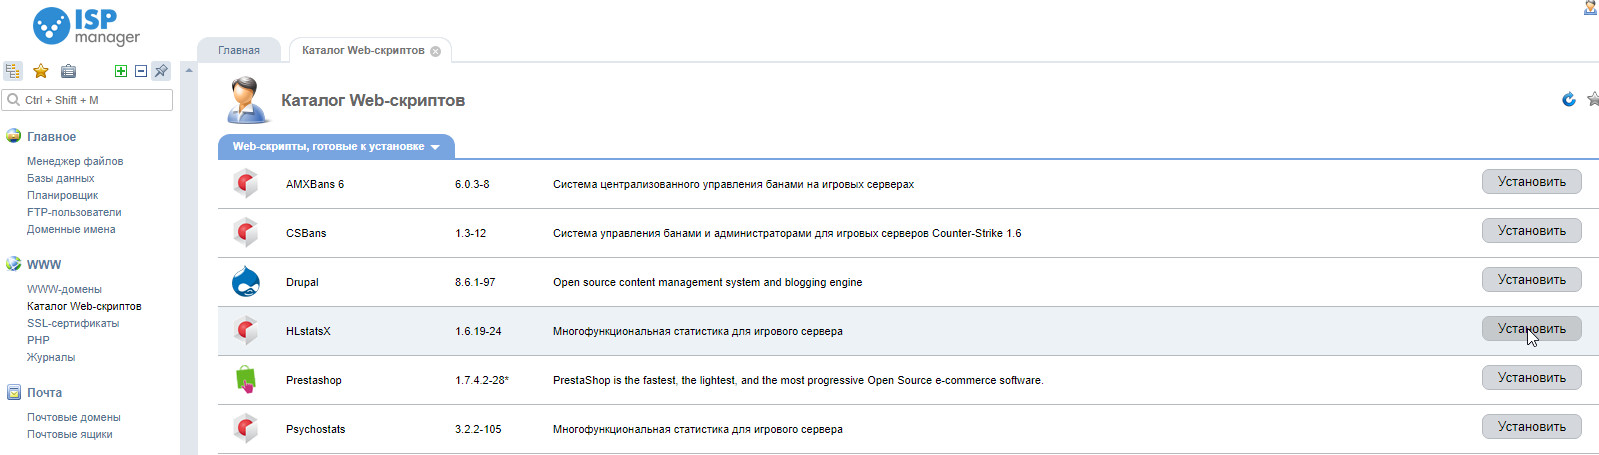 ISP
manager
Главная
Каталог Web-скриптов
Ctrl + Shift + M
Каталог Web-скриптов
Главное
Менеджер файлов
Базы данных
Планировщик
FTP-пользователи
Доменные имена
WWW
WWW-домены
Каталог Web-скриптов
SSL-сертификаты
PHP
Журналы
Почта
Почтовые домены
Почтовые ящики
Web-скрипты, готовые к установке
AMXBans 6 6.0.3-8 Система централизованного управления банами на игровых серверах Установить
CSBans 1.3-12 Система управления банами и администраторами для игровых серверов Counter-Strike 1.6 Установить
Drupal 8.6.1-97 Open source content management system and blogging engine Установить
HLstatsX 1.6.19-24 Многофункциональная статистика для игрового сервера Установить
Prestashop 1.7.4.2-28* PrestaShop is the fastest, the lightest, and the most progressive Open Source e-commerce software. Установить
Psychostats 3.2.2-105 Многофункциональная статистика для игрового сервера Установить